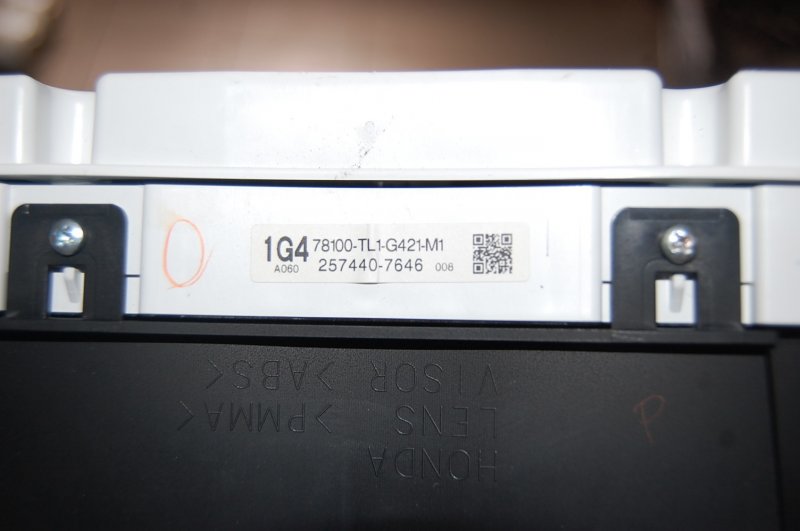 1G4 78100-TL1-G421-M1
A060 257440-7646 008
HONDA
LENS >PMMA<
VISOR >ABS<
P